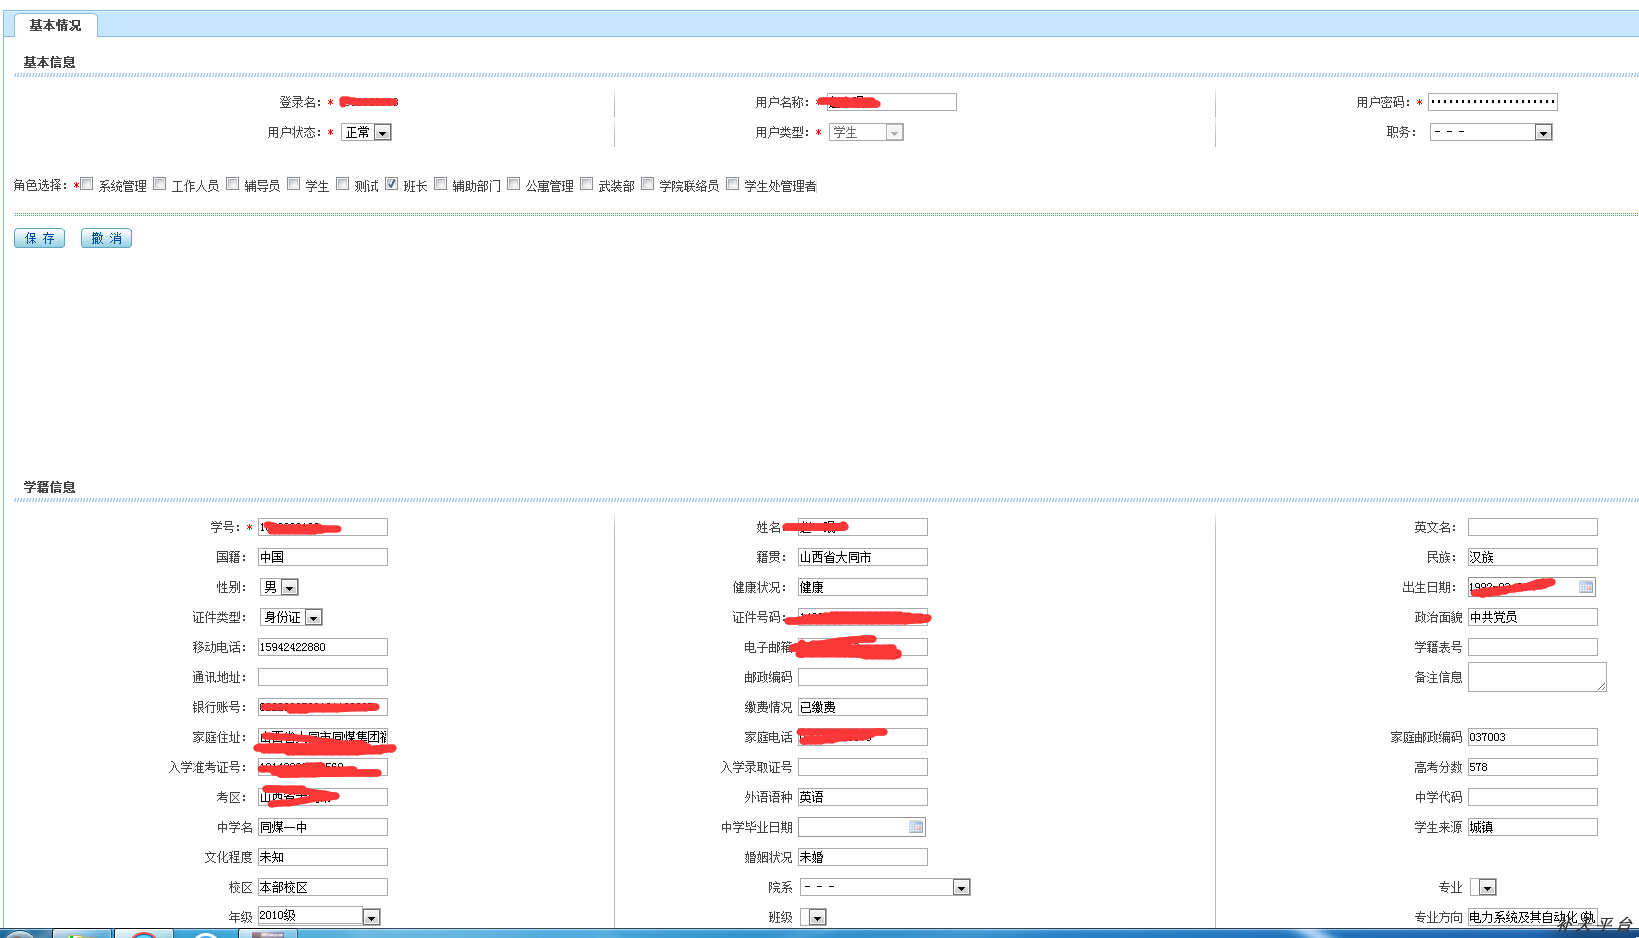 基本情况
基本信息
登录名：* 用户名称：* 用户密码：* ····················
用户状态：* 正常 用户类型：* 学生 职务： - - -
角色选择：* 系统管理 工作人员 辅导员 学生 测试 班长 辅助部门 公寓管理 武装部 学院联络员 学生处管理者
保 存 撤 消
学籍信息
学号：* 姓名 英文名：
国籍： 中国 籍贯： 山西省大同市 民族： 汉族
性别： 男 健康状况： 健康 出生日期：
证件类型： 身份证 证件号码： 政治面貌 中共党员
移动电话： 15942422880 电子邮箱 学籍表号
通讯地址： 邮政编码 备注信息
银行账号： 缴费情况 已缴费
家庭住址： 家庭电话 家庭邮政编码 037003
入学准考证号： 入学录取证号 高考分数 578
考区： 外语语种 英语 中学代码
中学名 同煤一中 中学毕业日期 学生来源 城镇
文化程度 未知 婚姻状况 未婚
校区 本部校区 院系 - - - 专业
年级 2010级 班级 专业方向 电力系统及其自动化